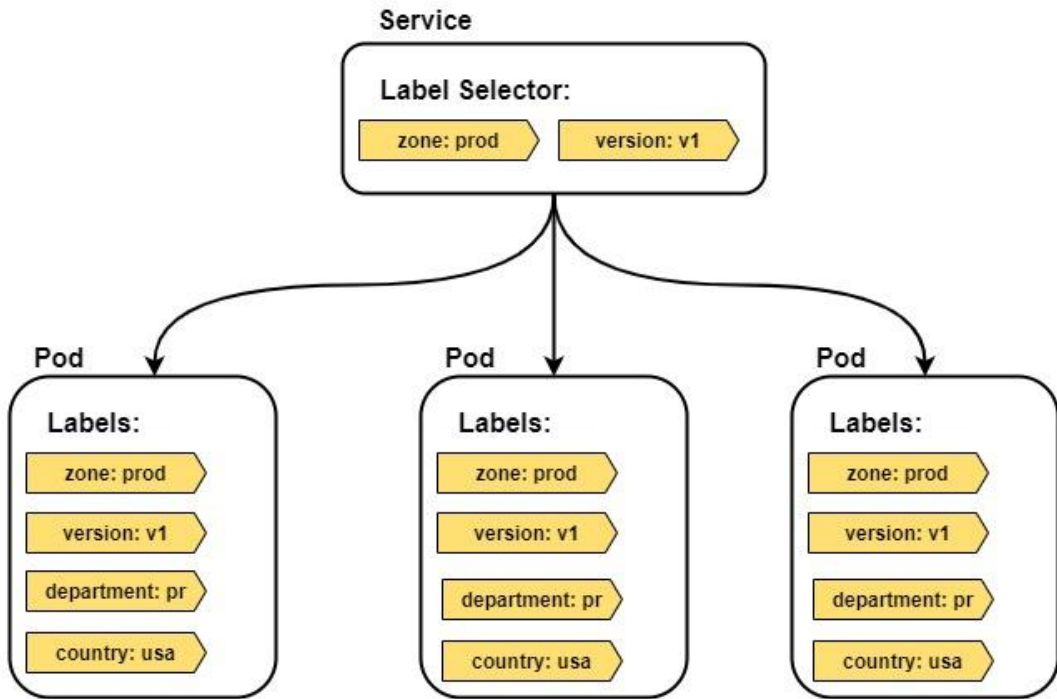 Service
Label Selector:
zone: prod
version: v1
Pod
Labels:
zone: prod
version: v1
department: pr
country: usa
Pod
Labels:
zone: prod
version: v1
department: pr
country: usa
Pod
Labels:
zone: prod
version: v1
department: pr
country: usa